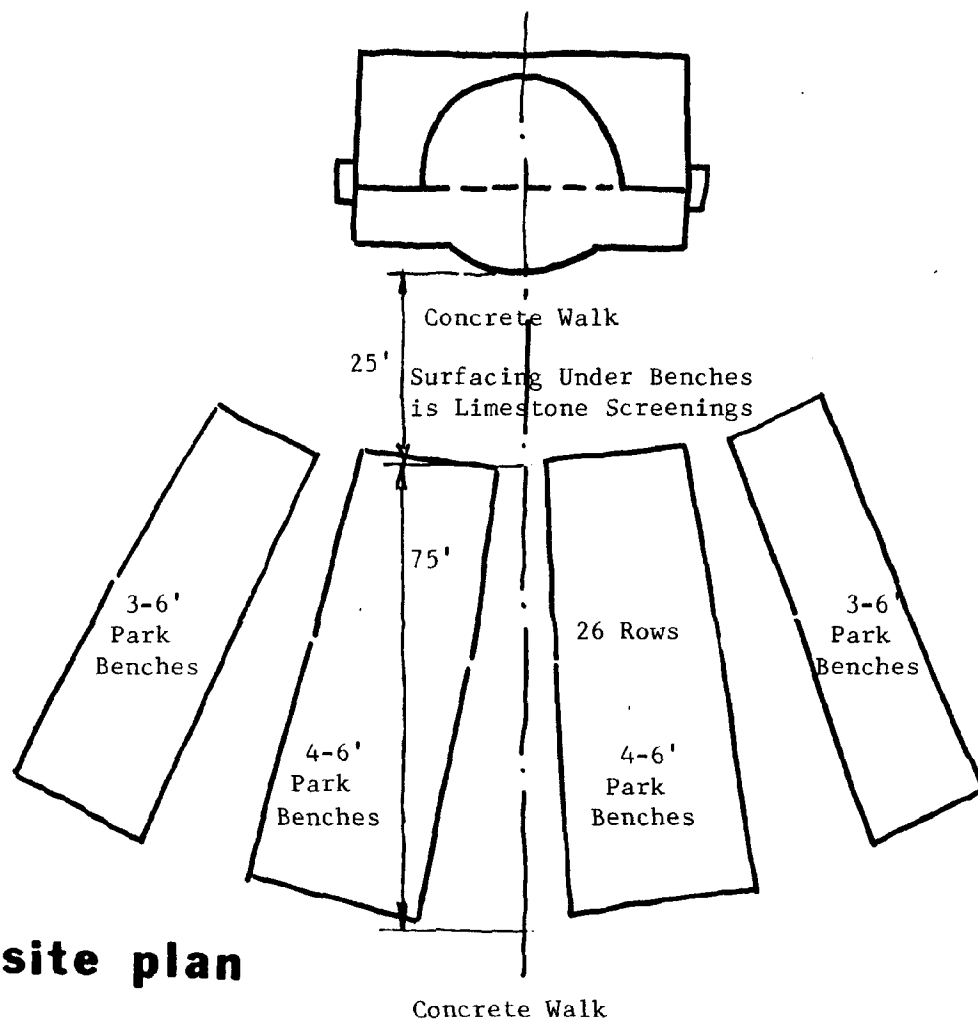 Concrete Walk
25'
Surfacing Under Benches
is Limestone Screenings
75'
3-6'
Park
Benches
26 Rows
3-6'
Park
Benches
4-6'
Park
Benches
4-6'
Park
Benches
site plan
Concrete Walk